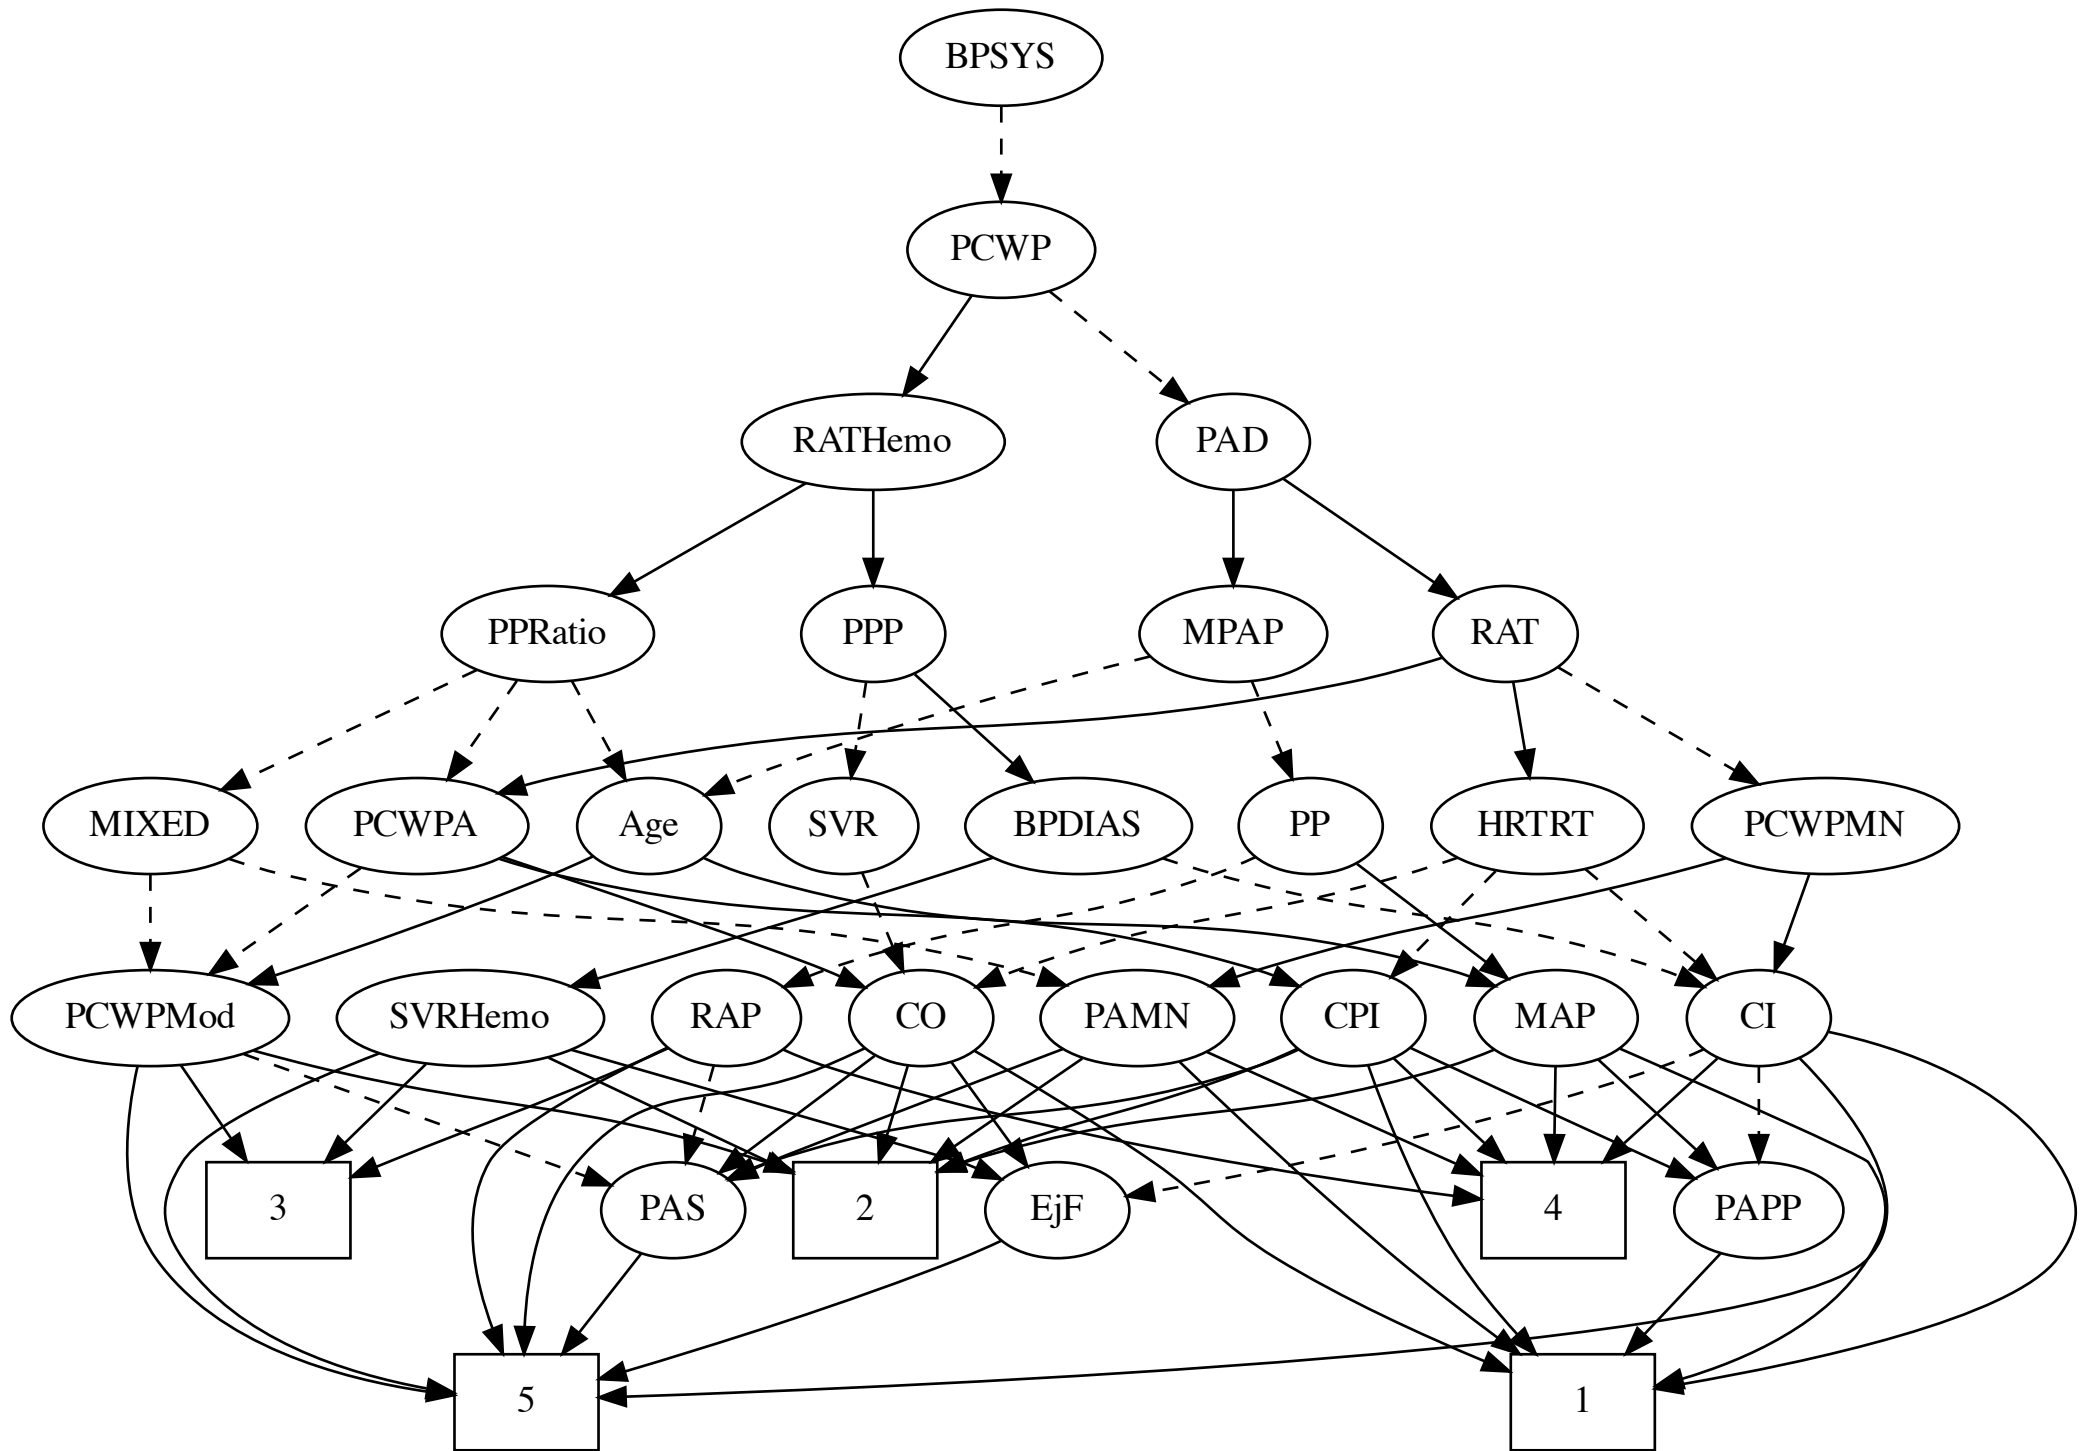 BPSYS
PCWP
RATHemo
PAD
PPRatio
PPP
MPAP
RAT
MIXED
PCWPA
Age
SVR
BPDIAS
PP
HRTRT
PCWPMN
PCWPMod
SVRHemo
RAP
CO
PAMN
CPI
MAP
CI
3
PAS
2
EjF
4
PAPP
5
1